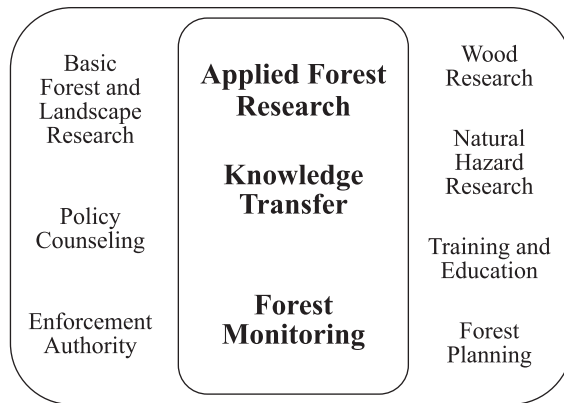 Basic
Forest and
Landscape
Research
Policy
Counseling
Enforcement
Authority
Applied Forest
Research
Knowledge
Transfer
Forest
Monitoring
Wood
Research
Natural
Hazard
Research
Training and
Education
Forest
Planning